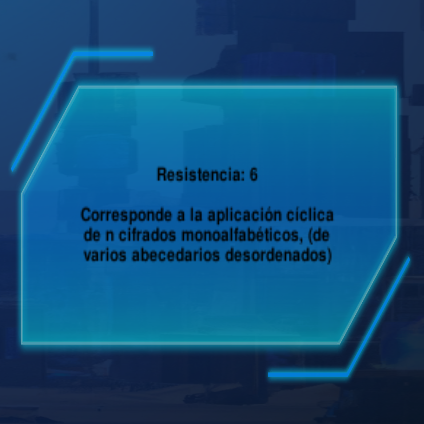 Resistencia: 6
Corresponde a la aplicación cíclica
de n cifrados monoalfabéticos, (de
varios abecedarios desordenados)